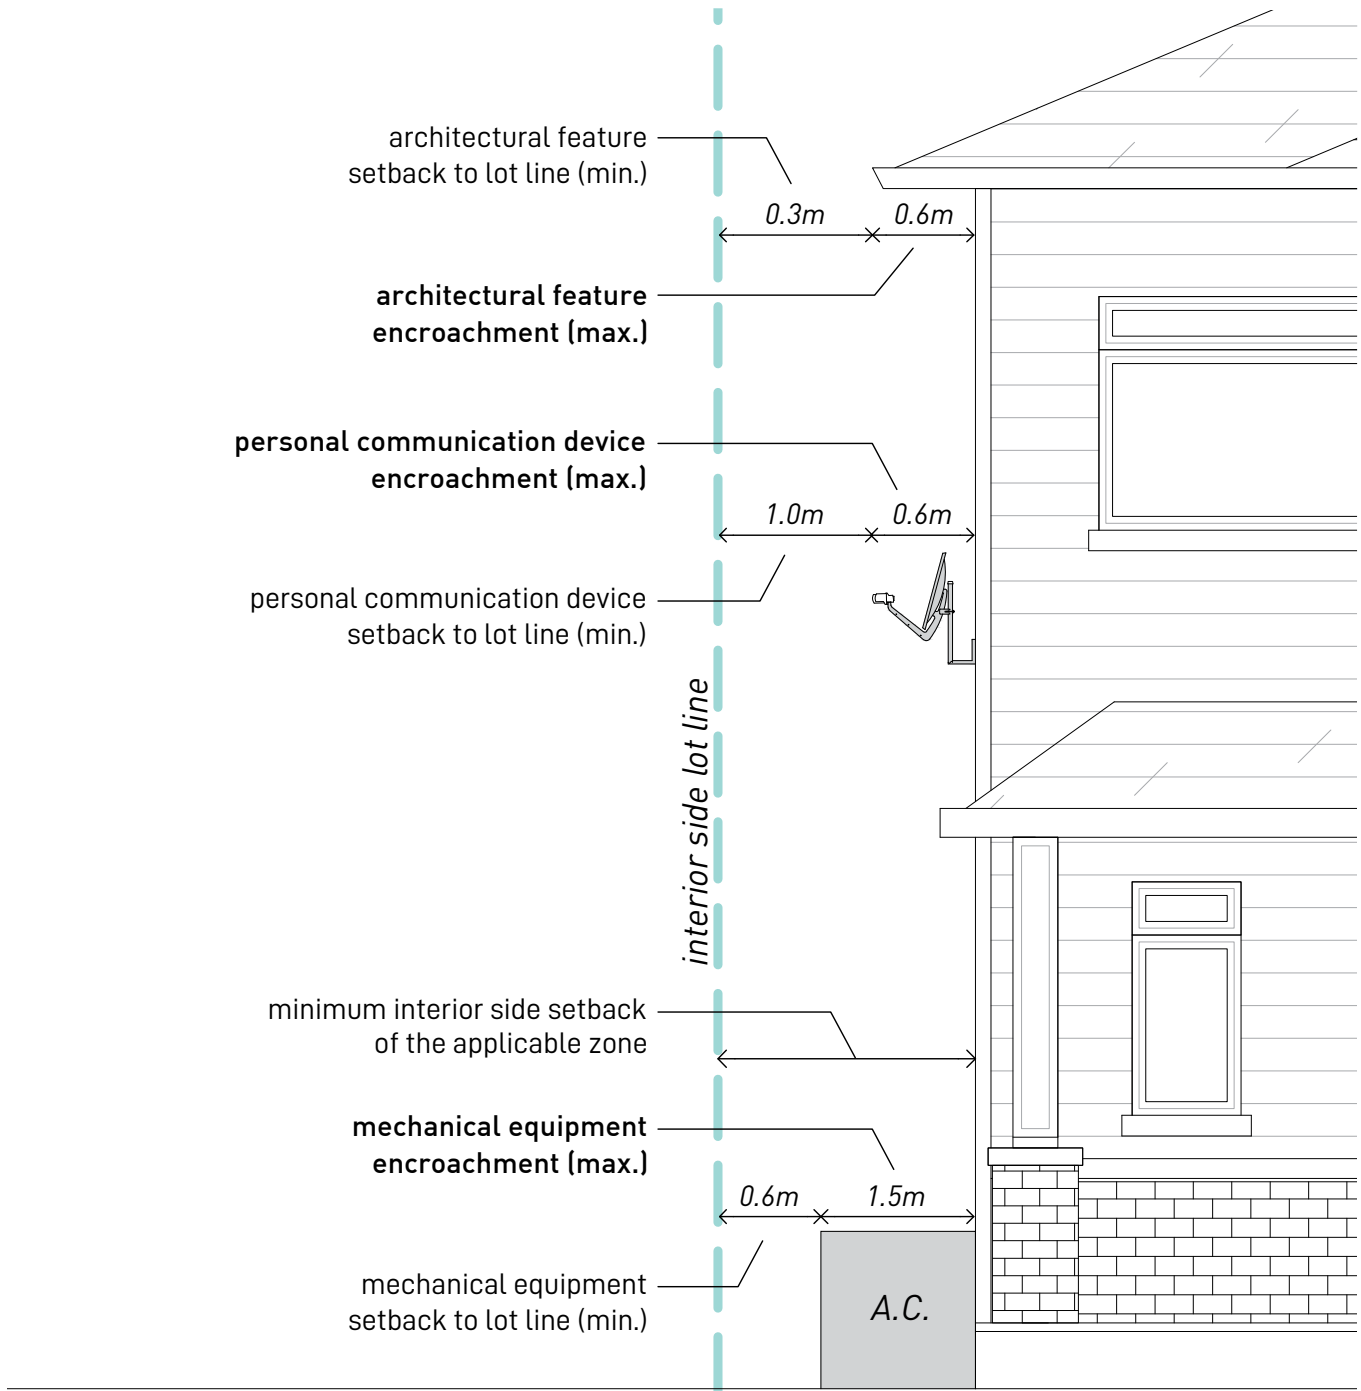 architectural feature
setback to lot line (min.)
0.3m
0.6m
architectural feature
encroachment (max.)
personal communication device
encroachment (max.)
1.0m
0.6m
personal communication device
setback to lot line (min.)
interior side lot line
minimum interior side setback
of the applicable zone
mechanical equipment
encroachment (max.)
0.6m
1.5m
mechanical equipment
setback to lot line (min.)
A.C.